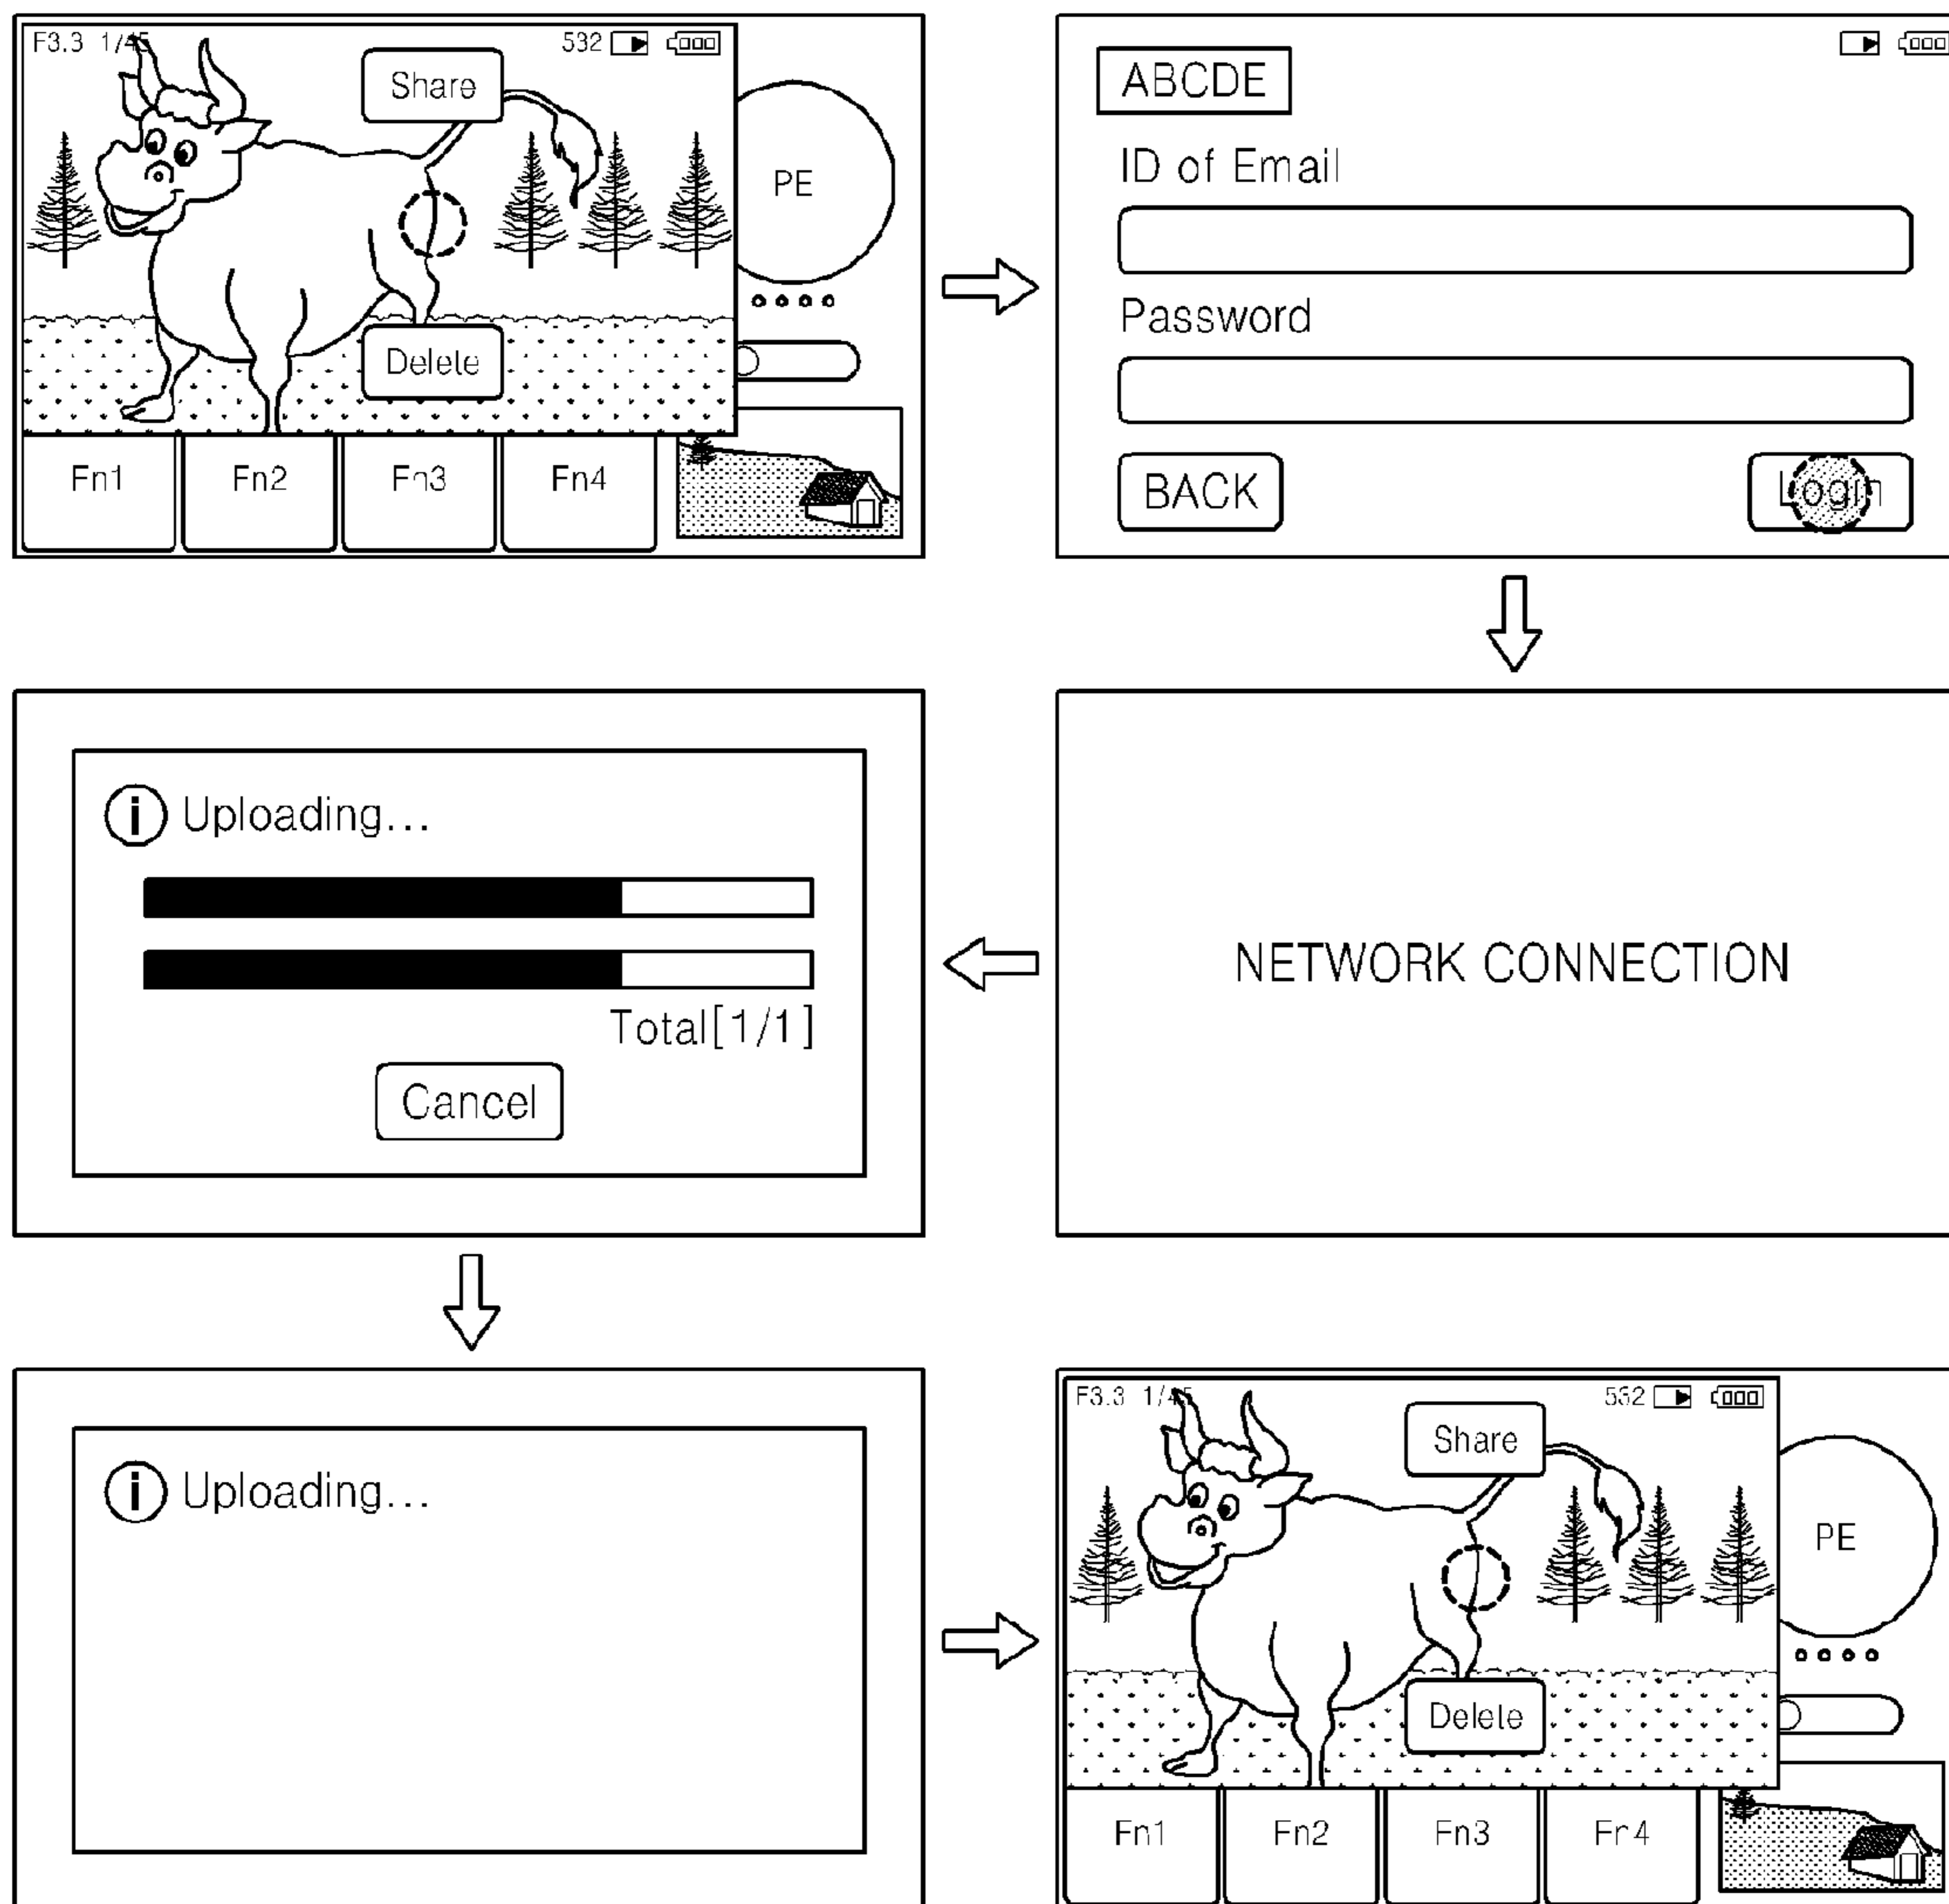 F3.3 1/45 532
Share
PE
Delete
Fn1 Fn2 Fn3 Fn4
ABCDE
ID of Email
Password
BACK Login
NETWORK CONNECTION
i Uploading...
Total[1/1]
Cancel
i Uploading...
F3.3 1/45 532
Share
PE
Delete
Fn1 Fn2 Fn3 Fn4